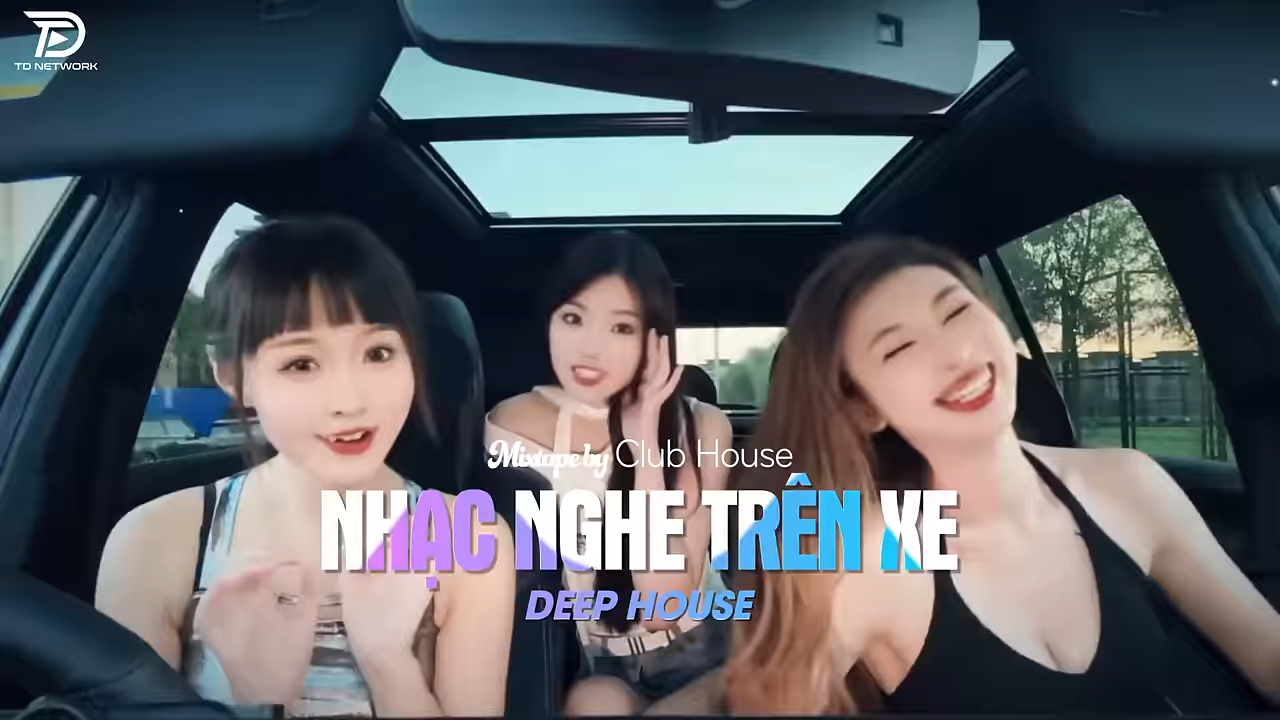 TD NETWORK
Mixtape by Club House
NHẠC NGHE TRÊN XE
DEEP HOUSE